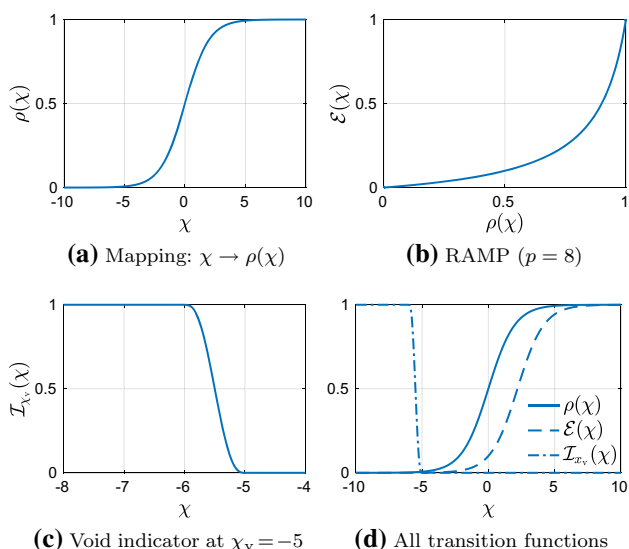 1
0.5
0
ρ(χ)
-10 -5 0 5 10
χ
(a) Mapping: χ → ρ(χ)
1
0.5
0
ℰ(χ)
0 0.5 1
ρ(χ)
(b) RAMP (p = 8)
1
0.5
0
ℐχᵥ(χ)
-8 -7 -6 -5 -4
χ
(c) Void indicator at χᵥ = −5
1
0.5
0
ρ(χ)
ℰ(χ)
ℐxᵥ(χ)
-10 -5 0 5 10
χ
(d) All transition functions